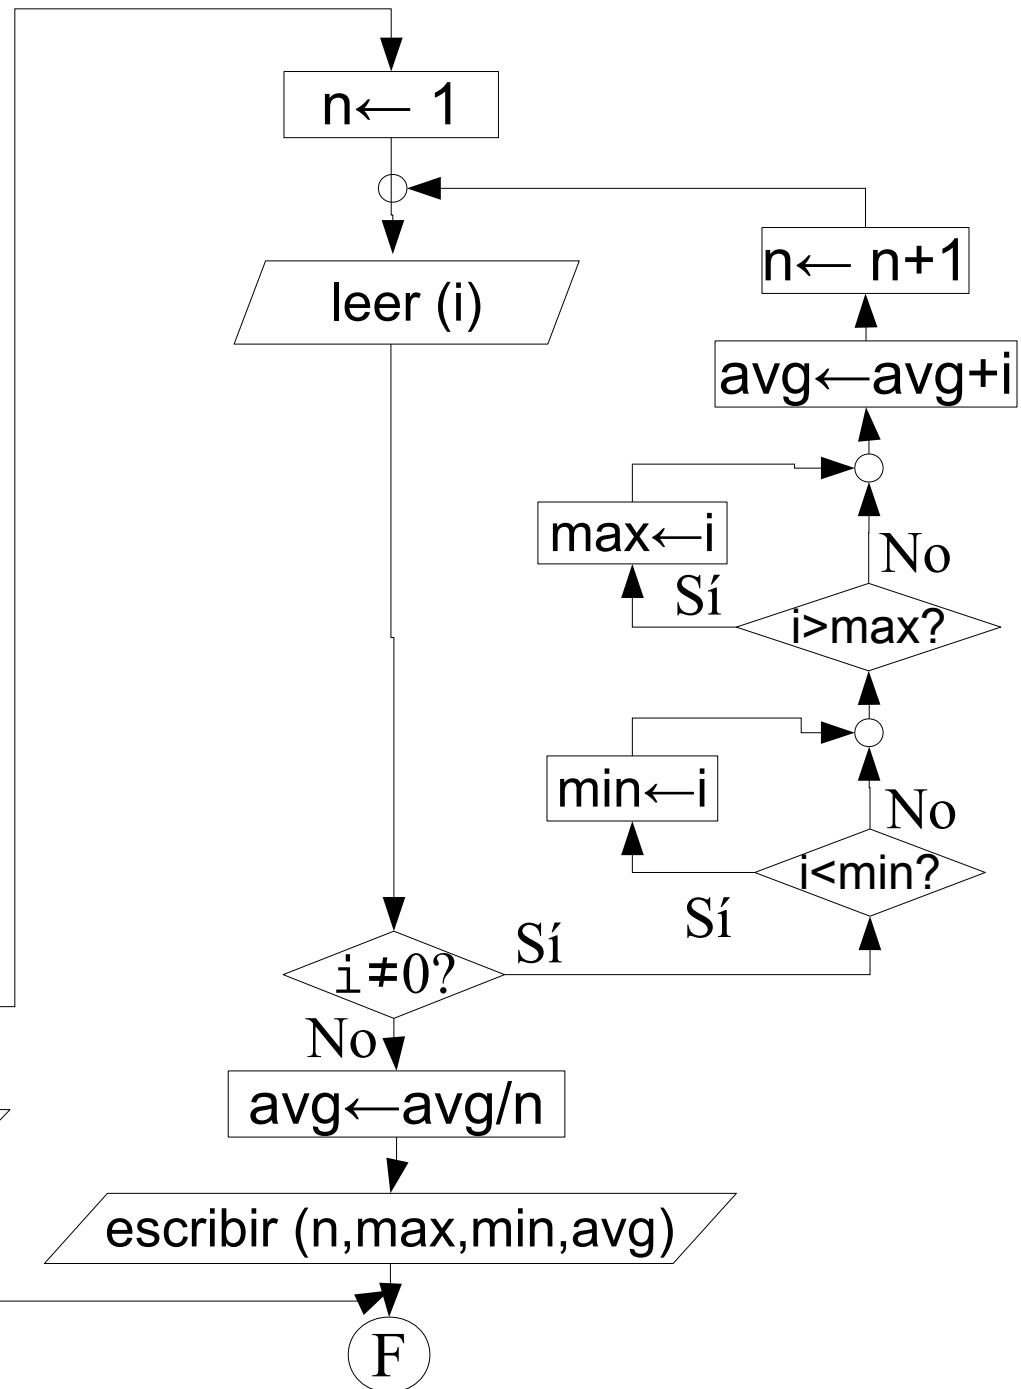 n← 1
leer (i)
n← n+1
avg←avg+i
max←i
No
Sí
i>max?
min←i
No
i<min?
Sí
Sí
i≠0?
No
avg←avg/n
escribir (n,max,min,avg)
F